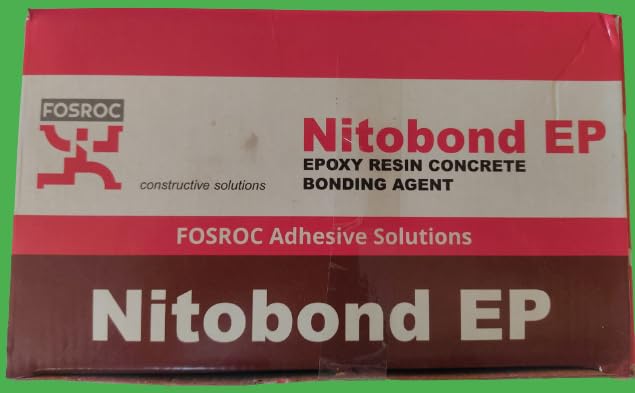 FOSROC
constructive solutions
Nitobond EP
EPOXY RESIN CONCRETE
BONDING AGENT
FOSROC Adhesive Solutions
Nitobond EP